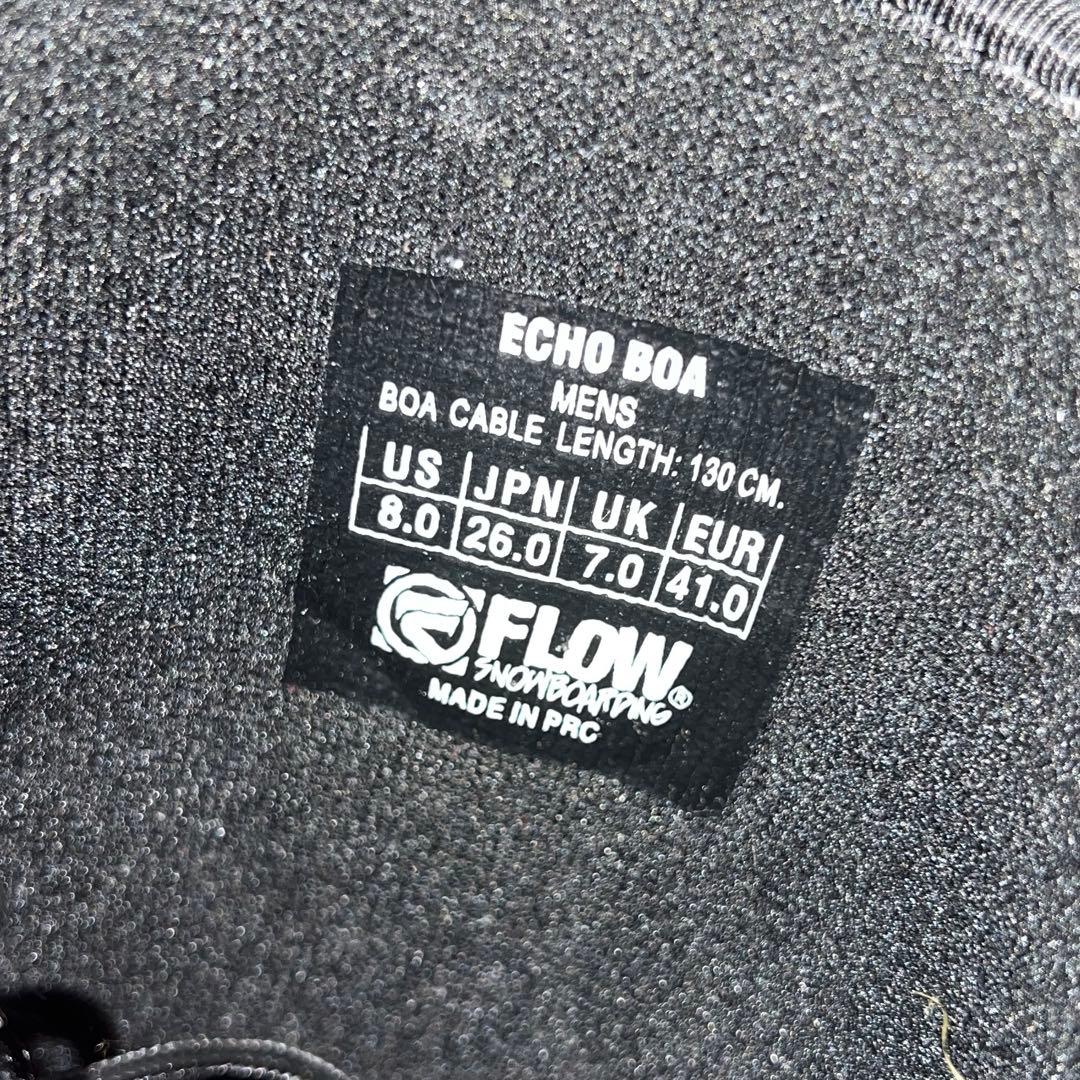 ECHO BOA
MENS
BOA CABLE LENGTH: 130 CM.
US JPN UK EUR
8.0 26.0 7.0 41.0
FLOW
SNOWBOARDING®
MADE IN PRC